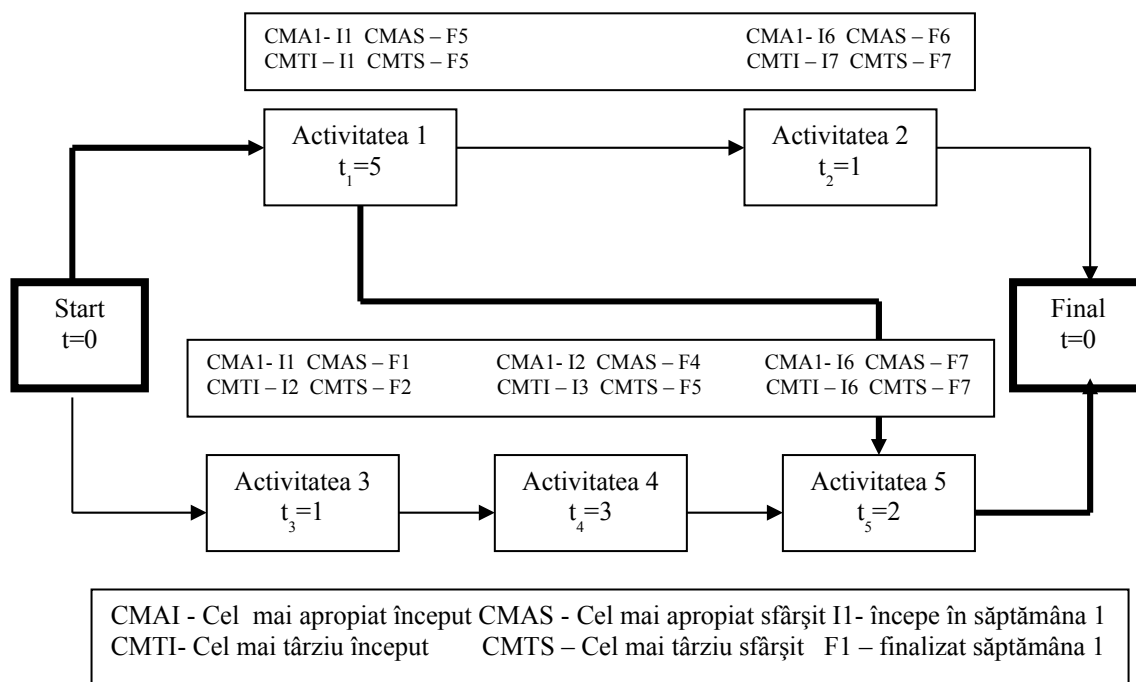 CMA1- I1 CMAS – F5 CMA1- I6 CMAS – F6
CMTI – I1 CMTS – F5 CMTI – I7 CMTS – F7
Activitatea 1
t1=5
Activitatea 2
t2=1
Start
t=0
Final
t=0
CMA1- I1 CMAS – F1 CMA1- I2 CMAS – F4 CMA1- I6 CMAS – F7
CMTI – I2 CMTS – F2 CMTI – I3 CMTS – F5 CMTI – I6 CMTS – F7
Activitatea 3
t3=1
Activitatea 4
t4=3
Activitatea 5
t5=2
CMAI - Cel mai apropiat început CMAS - Cel mai apropiat sfârşit I1- începe în săptămâna 1
CMTI- Cel mai târziu început CMTS – Cel mai târziu sfârşit F1 – finalizat săptămâna 1